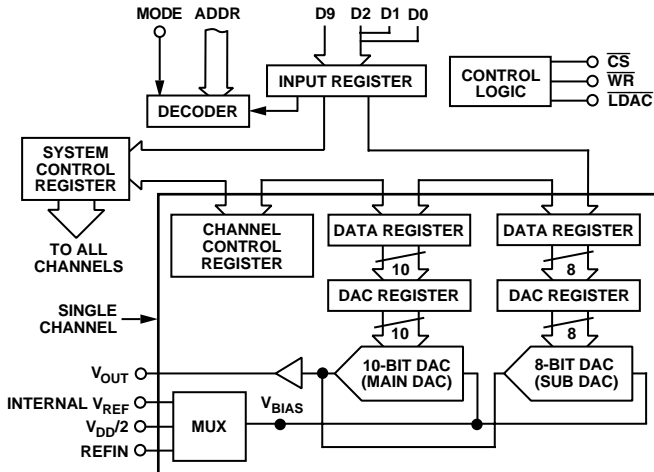 MODE ADDR D9 D2 D1 D0
INPUT REGISTER
DECODER
CONTROL
LOGIC
CS
WR
LDAC
SYSTEM
CONTROL
REGISTER
TO ALL
CHANNELS
CHANNEL
CONTROL
REGISTER
DATA REGISTER
DATA REGISTER
10
8
DAC REGISTER
DAC REGISTER
10
8
SINGLE
CHANNEL
10-BIT DAC
(MAIN DAC)
8-BIT DAC
(SUB DAC)
VOUT
INTERNAL VREF
VDD/2
REFIN
MUX
VBIAS